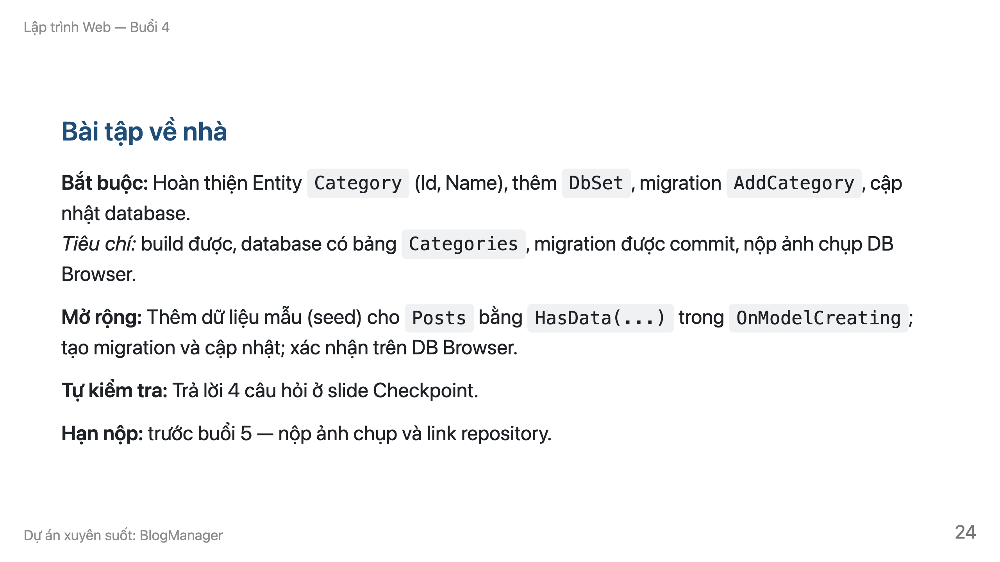 Lập trình Web — Buổi 4
Bài tập về nhà
Bắt buộc: Hoàn thiện Entity Category (Id, Name), thêm DbSet, migration AddCategory, cập
nhật database.
Tiêu chí: build được, database có bảng Categories, migration được commit, nộp ảnh chụp DB
Browser.
Mở rộng: Thêm dữ liệu mẫu (seed) cho Posts bằng HasData(...) trong OnModelCreating;
tạo migration và cập nhật; xác nhận trên DB Browser.
Tự kiểm tra: Trả lời 4 câu hỏi ở slide Checkpoint.
Hạn nộp: trước buổi 5 — nộp ảnh chụp và link repository.
Dự án xuyên suốt: BlogManager
24